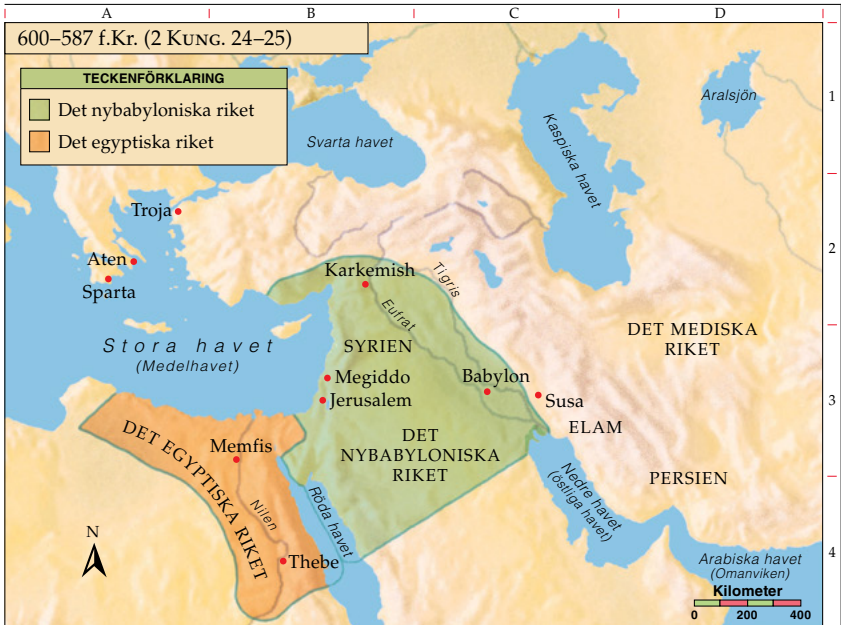 A B C D
600–587 f.Kr. (2 Kung. 24–25)
TECKENFÖRKLARING
Det nybabyloniska riket
Det egyptiska riket
1
Aralsjön
Svarta havet
Kaspiska havet
Troja
2
Aten
Sparta
Karkemish
Tigris
Eufrat
Stora havet
(Medelhavet)
SYRIEN
DET MEDISKA
RIKET
Megiddo
Jerusalem
Babylon
Susa
3
ELAM
DET EGYPTISKA RIKET
Memfis
DET
NYBABYLONISKA
RIKET
PERSIEN
Nilen
Röda havet
Nedre havet
(östliga havet)
N
Thebe
4
Arabiska havet
(Omanviken)
Kilometer
0 200 400